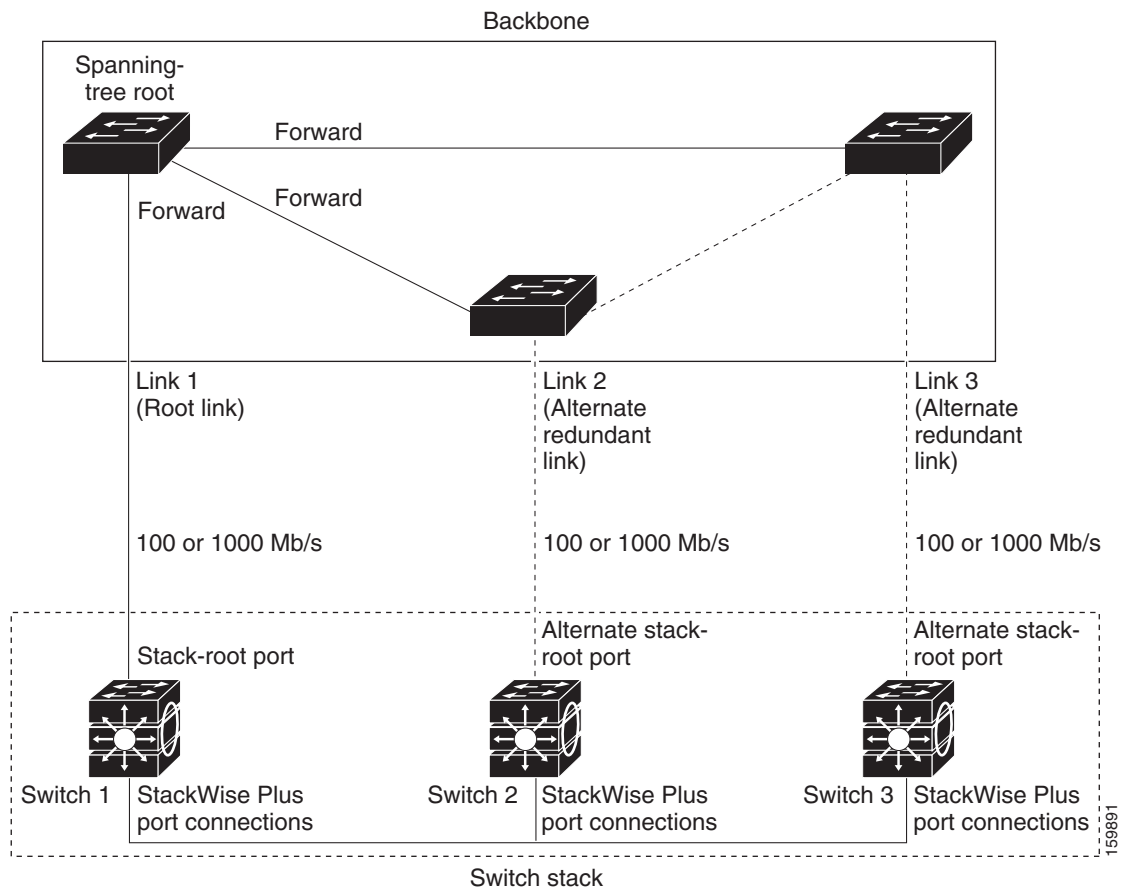 Backbone
Spanning-
tree root
Forward
Forward
Forward
Link 1
(Root link)
Link 2
(Alternate
redundant
link)
Link 3
(Alternate
redundant
link)
100 or 1000 Mb/s
100 or 1000 Mb/s
100 or 1000 Mb/s
Stack-root port
Alternate stack-
root port
Alternate stack-
root port
Switch 1
StackWise Plus
port connections
Switch 2
StackWise Plus
port connections
Switch 3
StackWise Plus
port connections
159891
Switch stack